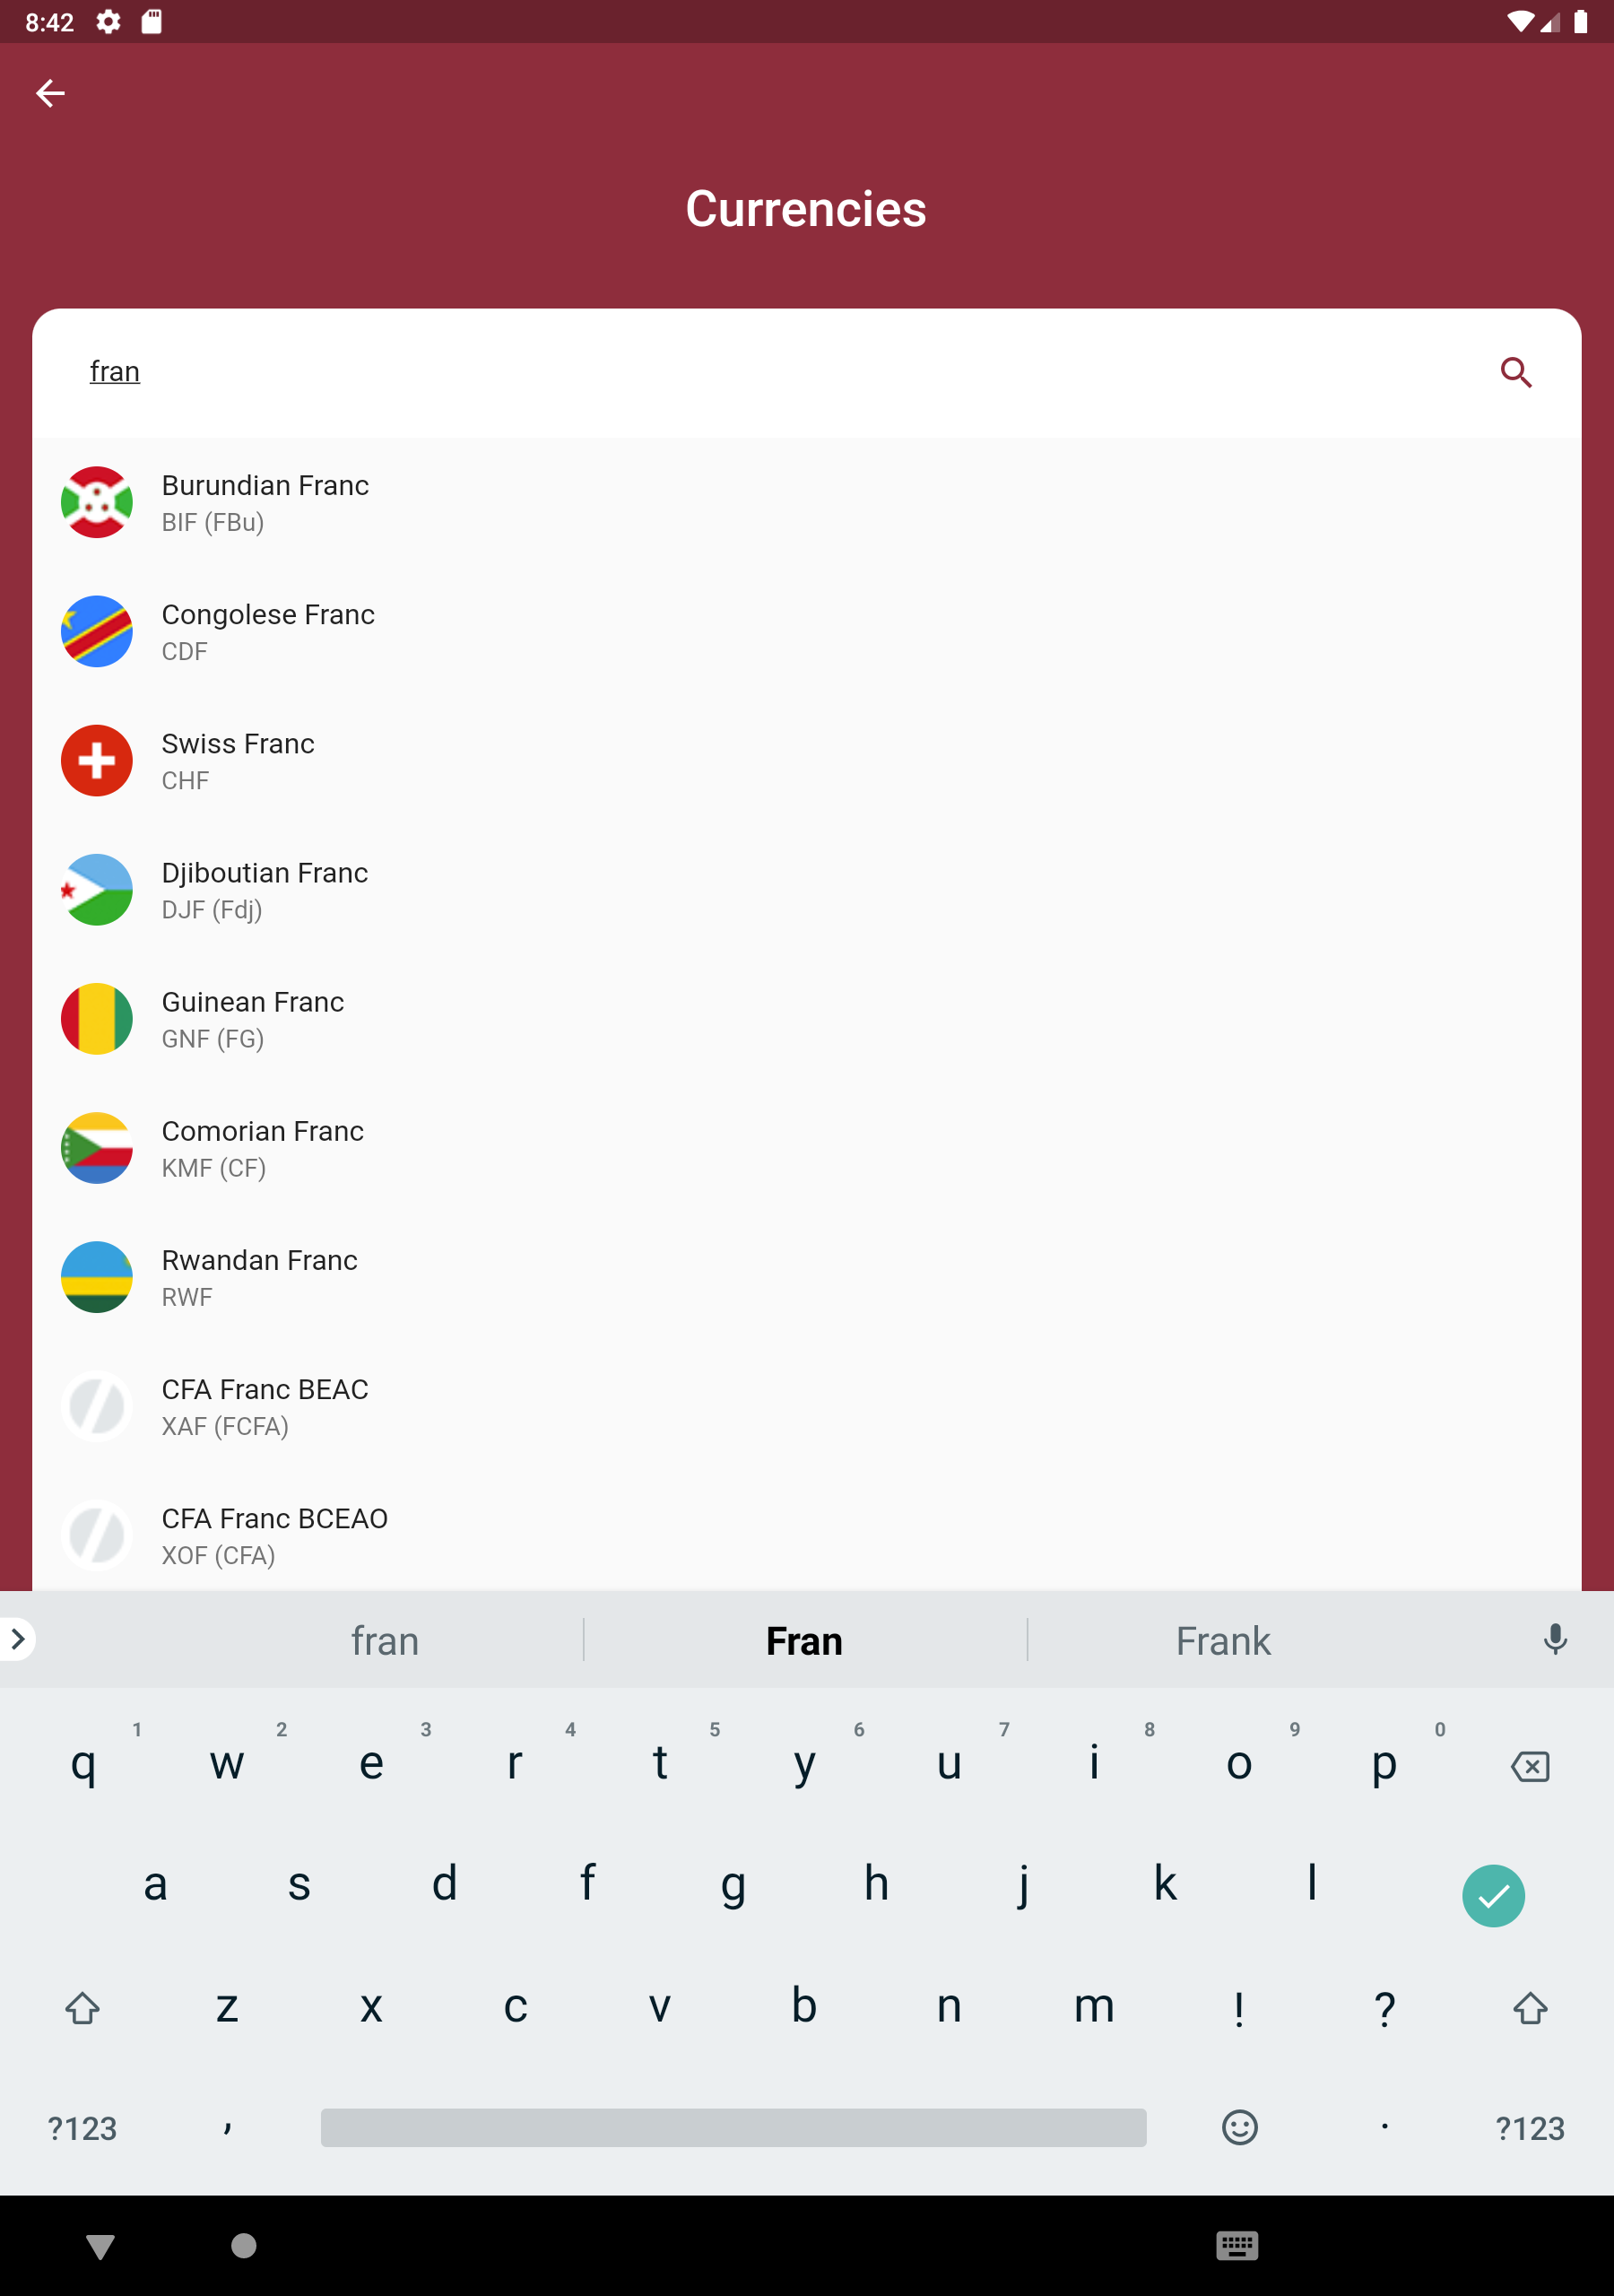 8:42
Currencies
fran
Burundian Franc
BIF (FBu)
Congolese Franc
CDF
Swiss Franc
CHF
Djiboutian Franc
DJF (Fdj)
Guinean Franc
GNF (FG)
Comorian Franc
KMF (CF)
Rwandan Franc
RWF
CFA Franc BEAC
XAF (FCFA)
CFA Franc BCEAO
XOF (CFA)
fran Fran Frank
1 2 3 4 5 6 7 8 9 0
q w e r t y u i o p
a s d f g h j k l
z x c v b n m ! ?
?123 , . ?123